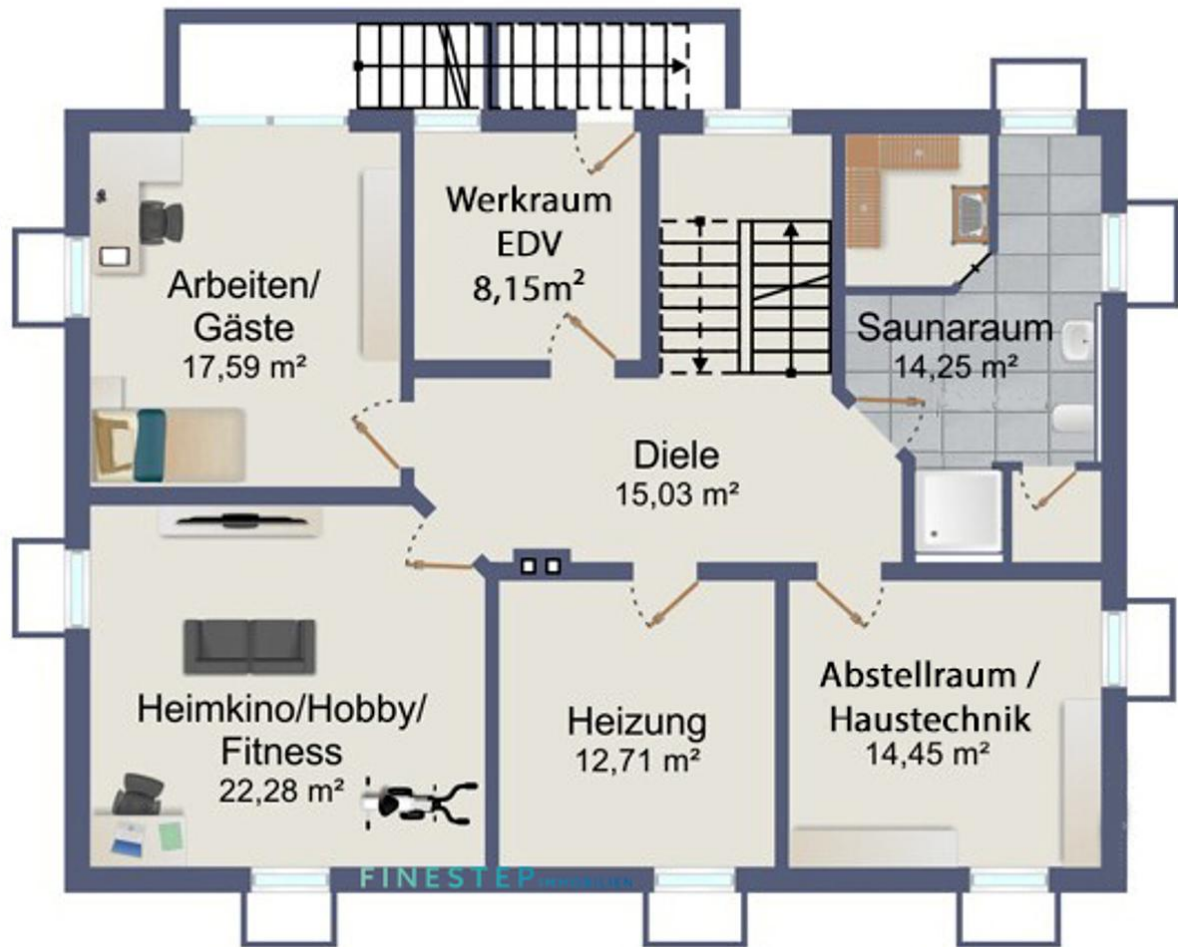 Werkraum
EDV
8,15m²
Arbeiten/
Gäste
17,59 m²
Saunaraum
14,25 m²
Diele
15,03 m²
Heimkino/Hobby/
Fitness
22,28 m²
Heizung
12,71 m²
Abstellraum /
Haustechnik
14,45 m²
FINESTEP IMMOBILIEN